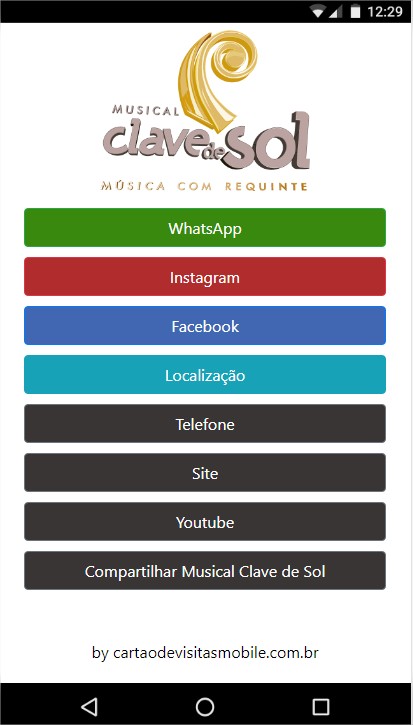 12:29
MUSICAL
clave de sol
MÚSICA COM REQUINTE
WhatsApp
Instagram
Facebook
Localização
Telefone
Site
Youtube
Compartilhar Musical Clave de Sol
by cartaodevisitasmobile.com.br